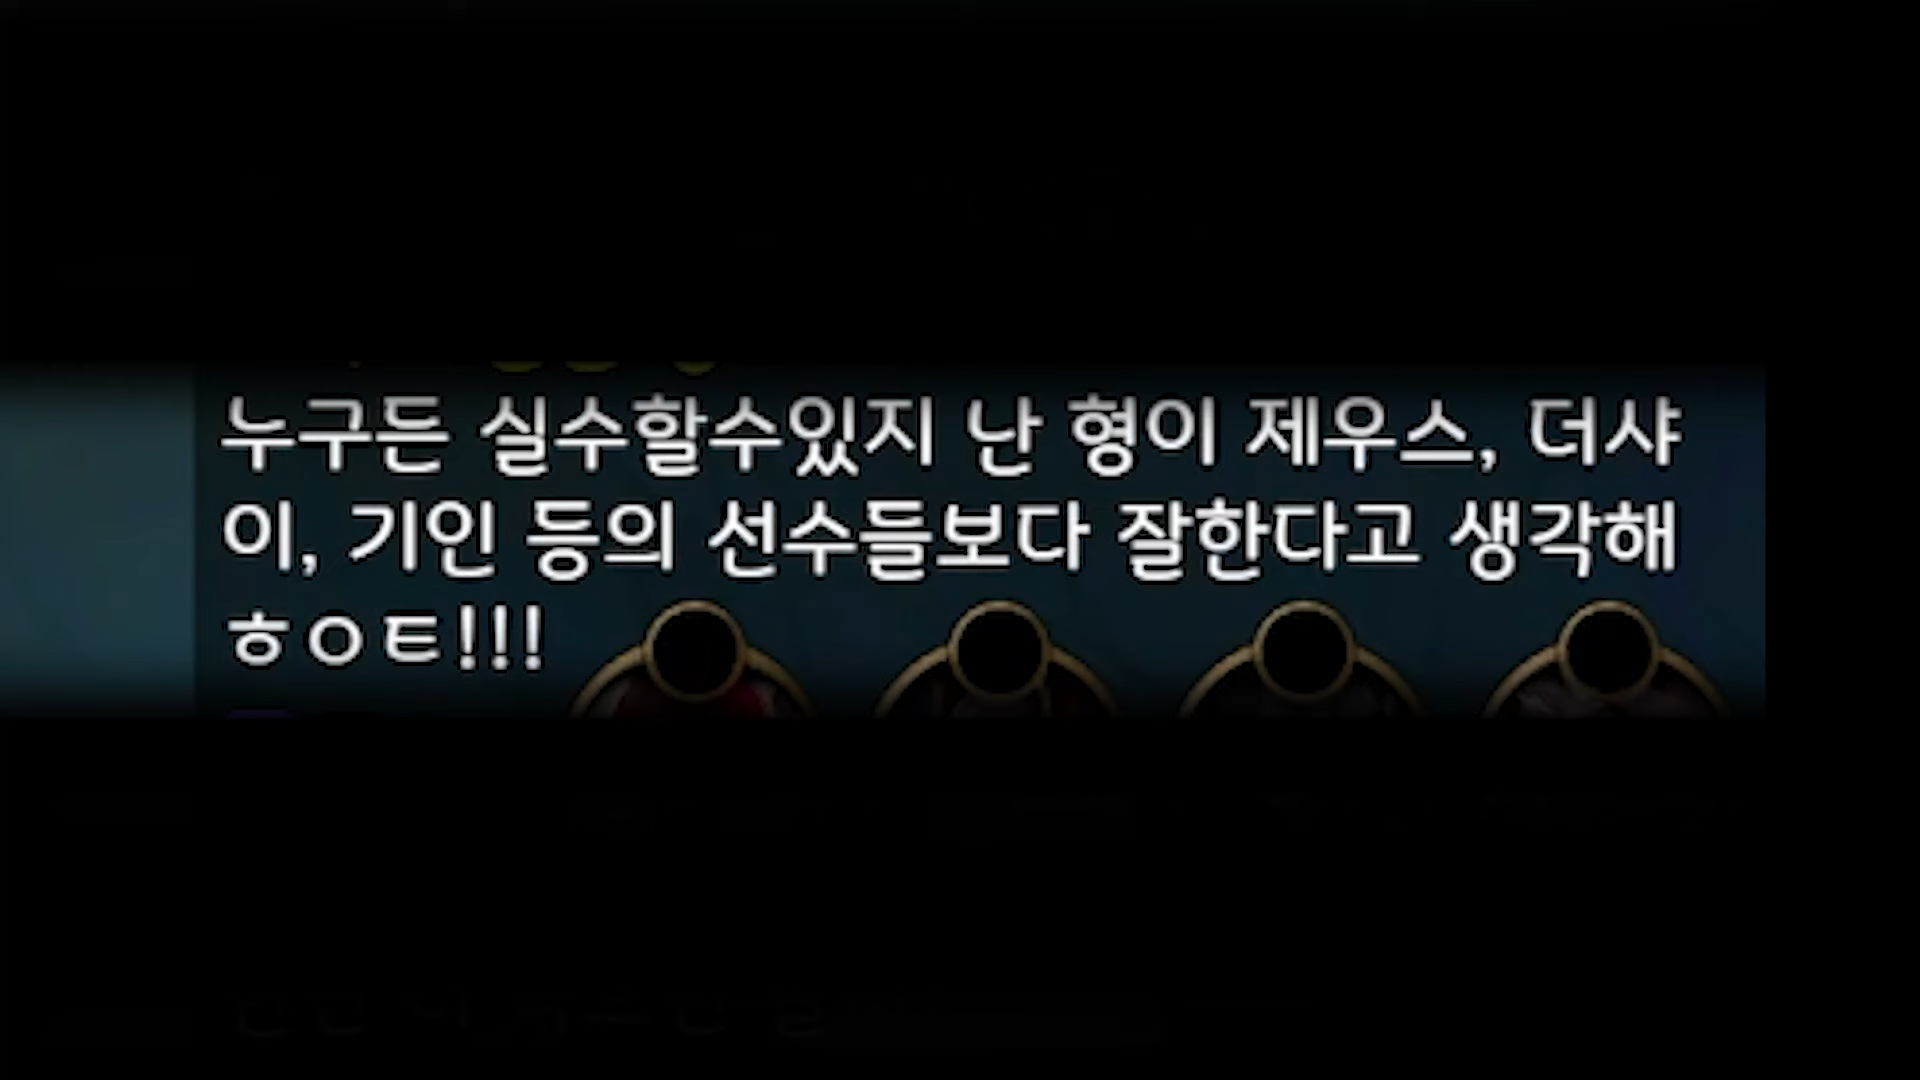 누구든 실수할수있지 난 형이 제우스, 더샤
이, 기인 등의 선수들보다 잘한다고 생각해
ㅎㅇㅌ!!!